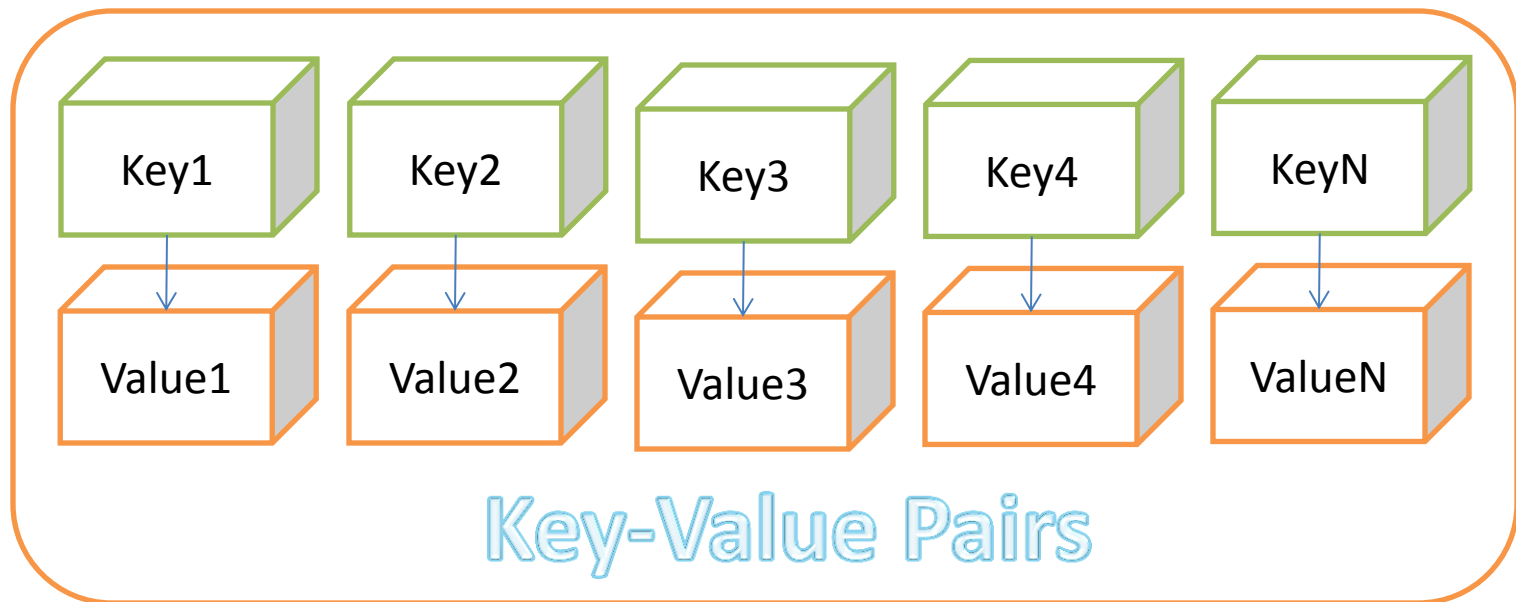 Key1 Key2 Key3 Key4 KeyN
Value1 Value2 Value3 Value4 ValueN
Key-Value Pairs